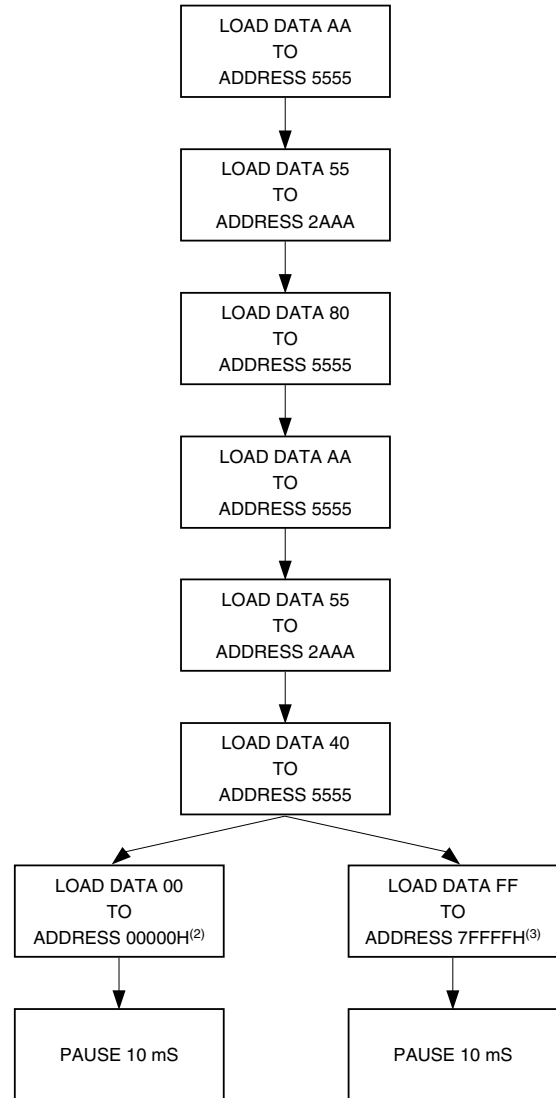 LOAD DATA AA
TO
ADDRESS 5555
LOAD DATA 55
TO
ADDRESS 2AAA
LOAD DATA 80
TO
ADDRESS 5555
LOAD DATA AA
TO
ADDRESS 5555
LOAD DATA 55
TO
ADDRESS 2AAA
LOAD DATA 40
TO
ADDRESS 5555
LOAD DATA 00
TO
ADDRESS 00000H(2)
PAUSE 10 mS
LOAD DATA FF
TO
ADDRESS 7FFFFH(3)
PAUSE 10 mS